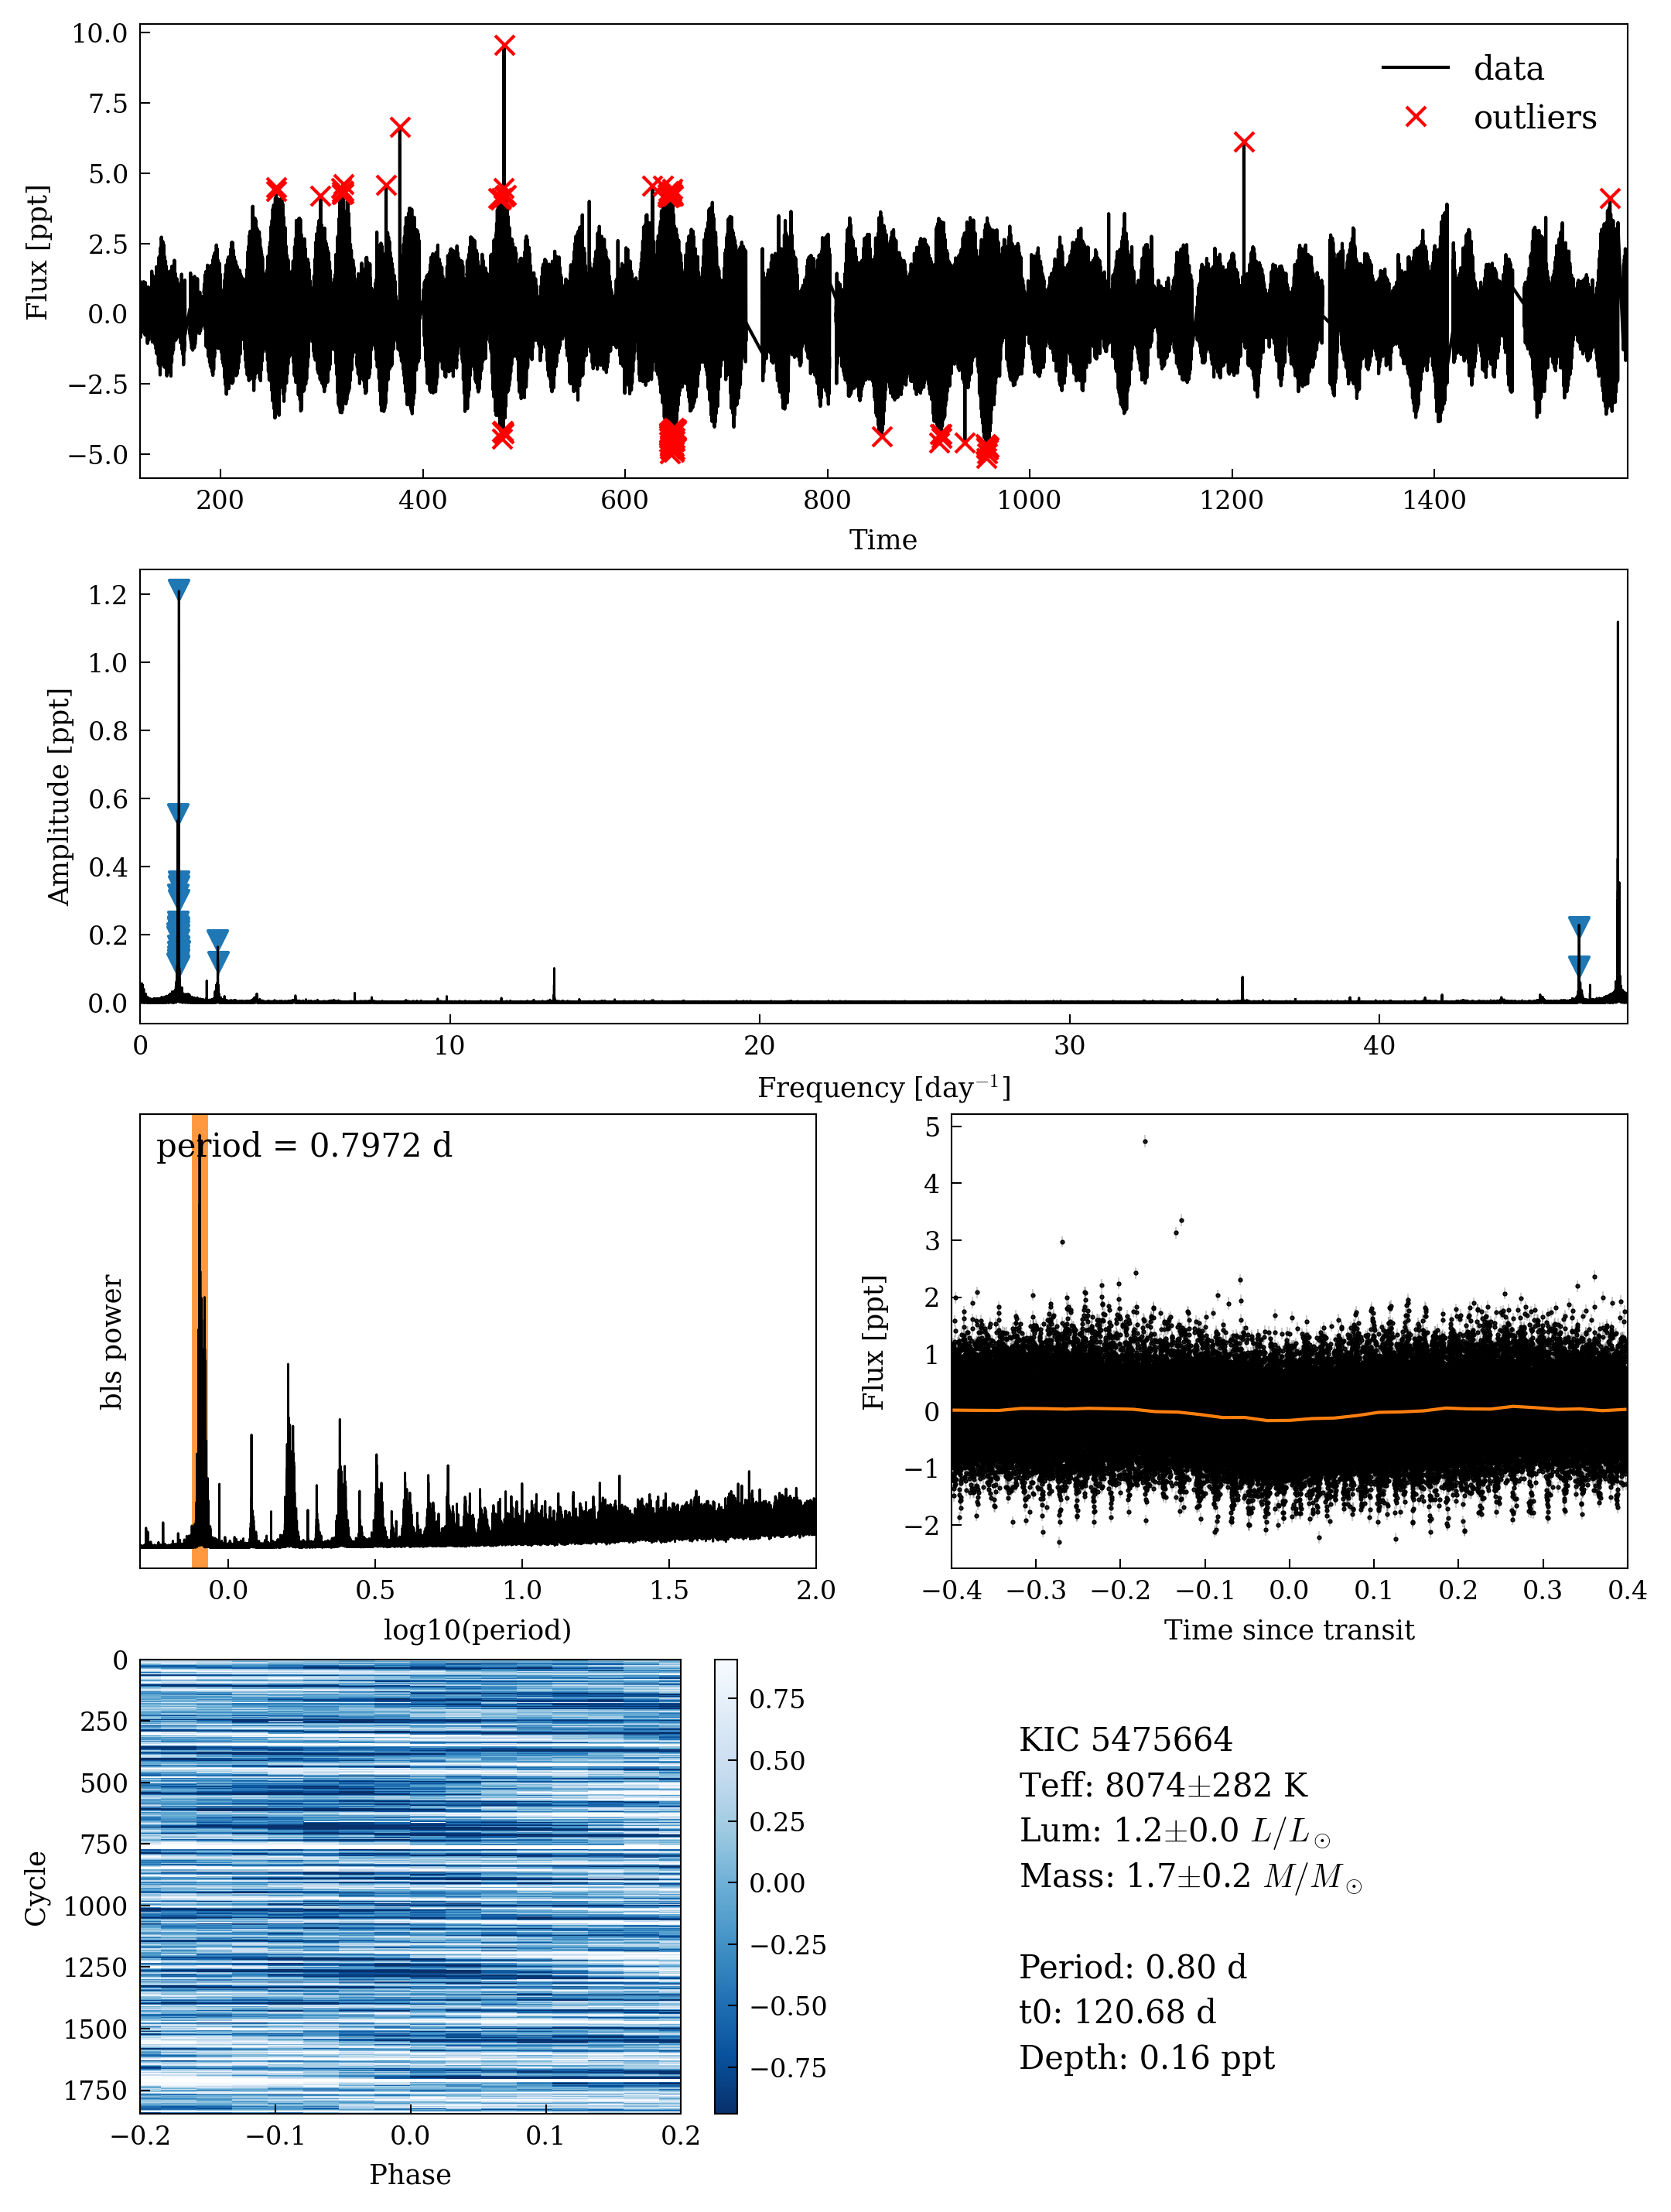 10.0
7.5
5.0
2.5
0.0
−2.5
−5.0
Flux [ppt]
data
outliers
200 400 600 800 1000 1200 1400
Time
1.2
1.0
0.8
0.6
0.4
0.2
0.0
Amplitude [ppt]
0 10 20 30 40
Frequency [day⁻¹]
period = 0.7972 d
bls power
0.0 0.5 1.0 1.5 2.0
log10(period)
5
4
3
2
1
0
−1
−2
Flux [ppt]
−0.4 −0.3 −0.2 −0.1 0.0 0.1 0.2 0.3 0.4
Time since transit
0
250
500
750
1000
1250
1500
1750
Cycle
−0.2 −0.1 0.0 0.1 0.2
Phase
0.75
0.50
0.25
0.00
−0.25
−0.50
−0.75
KIC 5475664
Teff: 8074±282 K
Lum: 1.2±0.0 L/L⊙
Mass: 1.7±0.2 M/M⊙
Period: 0.80 d
t0: 120.68 d
Depth: 0.16 ppt